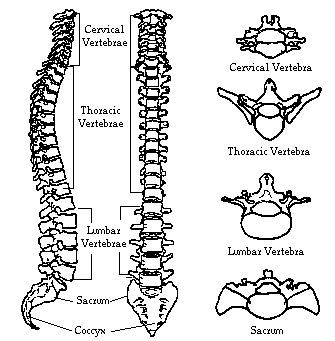 Cervical
Vertebrae
Thoracic
Vertebrae
Lumbar
Vertebrae
Sacrum
Coccyx
Cervical Vertebra
Thoracic Vertebra
Lumbar Vertebra
Sacrum